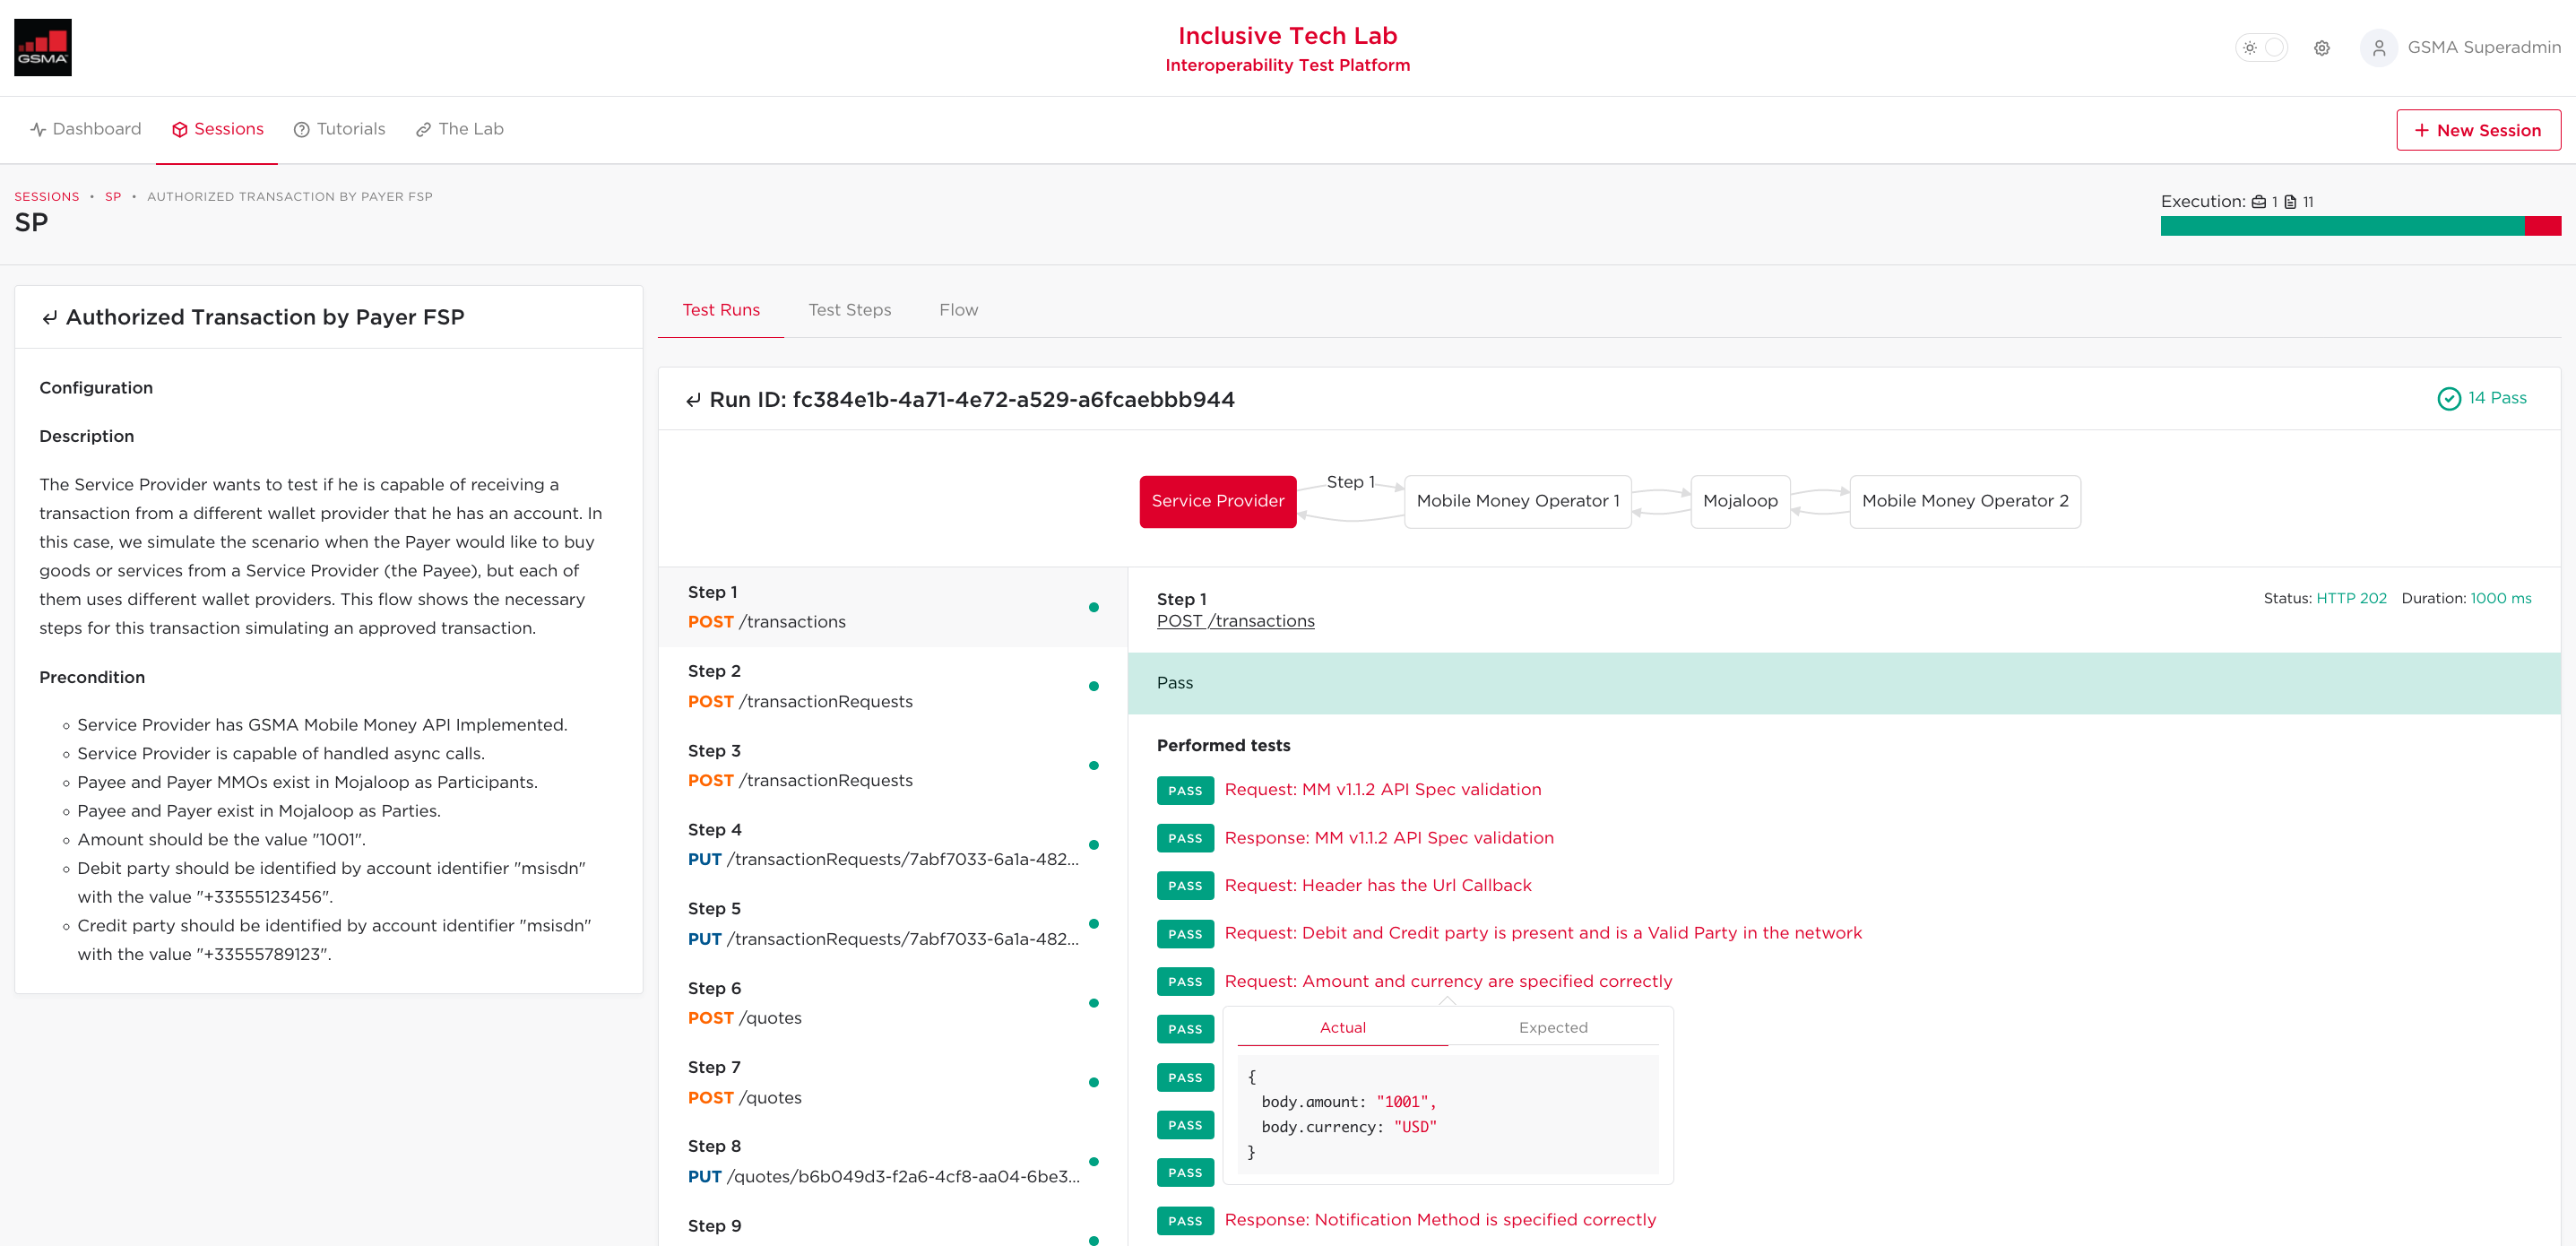 GSMA
Inclusive Tech Lab
Interoperability Test Platform
GSMA Superadmin
Dashboard
Sessions
Tutorials
The Lab
+ New Session
SESSIONS • SP • AUTHORIZED TRANSACTION BY PAYER FSP
SP
Execution: 1 11
Authorized Transaction by Payer FSP
Configuration
Description
The Service Provider wants to test if he is capable of receiving a
transaction from a different wallet provider that he has an account. In
this case, we simulate the scenario when the Payer would like to buy
goods or services from a Service Provider (the Payee), but each of
them uses different wallet providers. This flow shows the necessary
steps for this transaction simulating an approved transaction.
Precondition
Service Provider has GSMA Mobile Money API Implemented.
Service Provider is capable of handled async calls.
Payee and Payer MMOs exist in Mojaloop as Participants.
Payee and Payer exist in Mojaloop as Parties.
Amount should be the value "1001".
Debit party should be identified by account identifier "msisdn"
with the value "+33555123456".
Credit party should be identified by account identifier "msisdn"
with the value "+33555789123".
Test Runs
Test Steps
Flow
Run ID: fc384e1b-4a71-4e72-a529-a6fcaebbb944
14 Pass
Service Provider
Step 1
Mobile Money Operator 1
Mojaloop
Mobile Money Operator 2
Step 1
POST /transactions
Step 2
POST /transactionRequests
Step 3
POST /transactionRequests
Step 4
PUT /transactionRequests/7abf7033-6a1a-482...
Step 5
PUT /transactionRequests/7abf7033-6a1a-482...
Step 6
POST /quotes
Step 7
POST /quotes
Step 8
PUT /quotes/b6b049d3-f2a6-4cf8-aa04-6be3...
Step 9
Step 1
POST /transactions
Status: HTTP 202 Duration: 1000 ms
Pass
Performed tests
PASS Request: MM v1.1.2 API Spec validation
PASS Response: MM v1.1.2 API Spec validation
PASS Request: Header has the Url Callback
PASS Request: Debit and Credit party is present and is a Valid Party in the network
PASS Request: Amount and currency are specified correctly
PASS
PASS
PASS
PASS
Actual
Expected
{
body.amount: "1001",
body.currency: "USD"
}
PASS Response: Notification Method is specified correctly